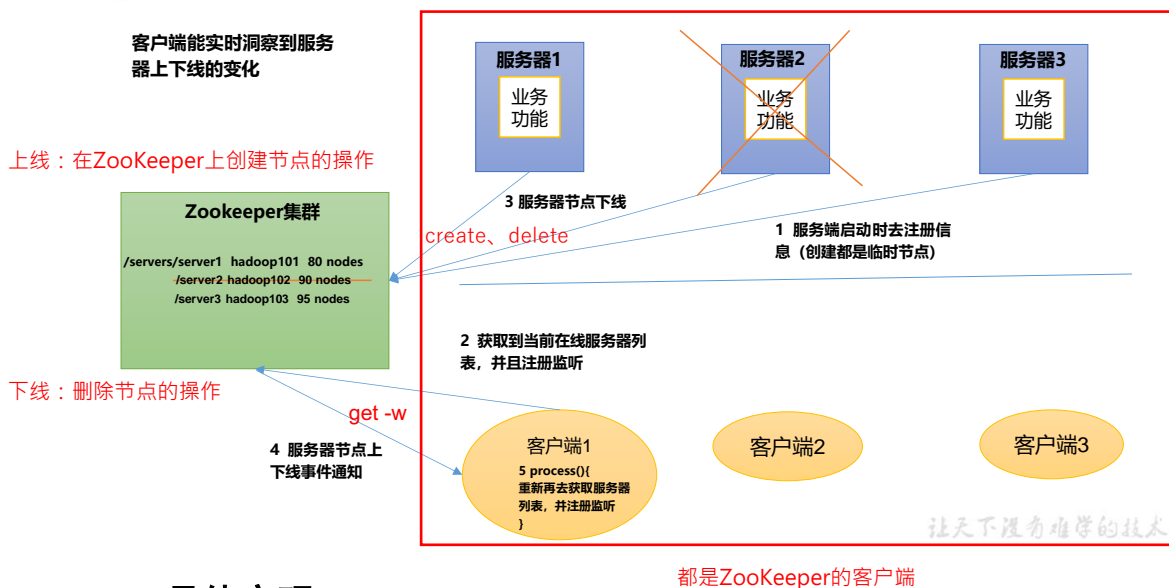 客户端能实时洞察到服务
器上下线的变化
服务器1
业务
功能
服务器2
业务
功能
服务器3
业务
功能
上线：在ZooKeeper上创建节点的操作
Zookeeper集群
/servers/server1 hadoop101 80 nodes
/server2 hadoop102 90 nodes
/server3 hadoop103 95 nodes
3 服务器节点下线
create、delete
1 服务端启动时去注册信
息（创建都是临时节点）
2 获取到当前在线服务器列
表，并且注册监听
下线：删除节点的操作
get -w
4 服务器节点上
下线事件通知
客户端1
5 process(){
重新再去获取服务器
列表，并注册监听
}
客户端2
客户端3
让天下没有难学的技术
都是ZooKeeper的客户端